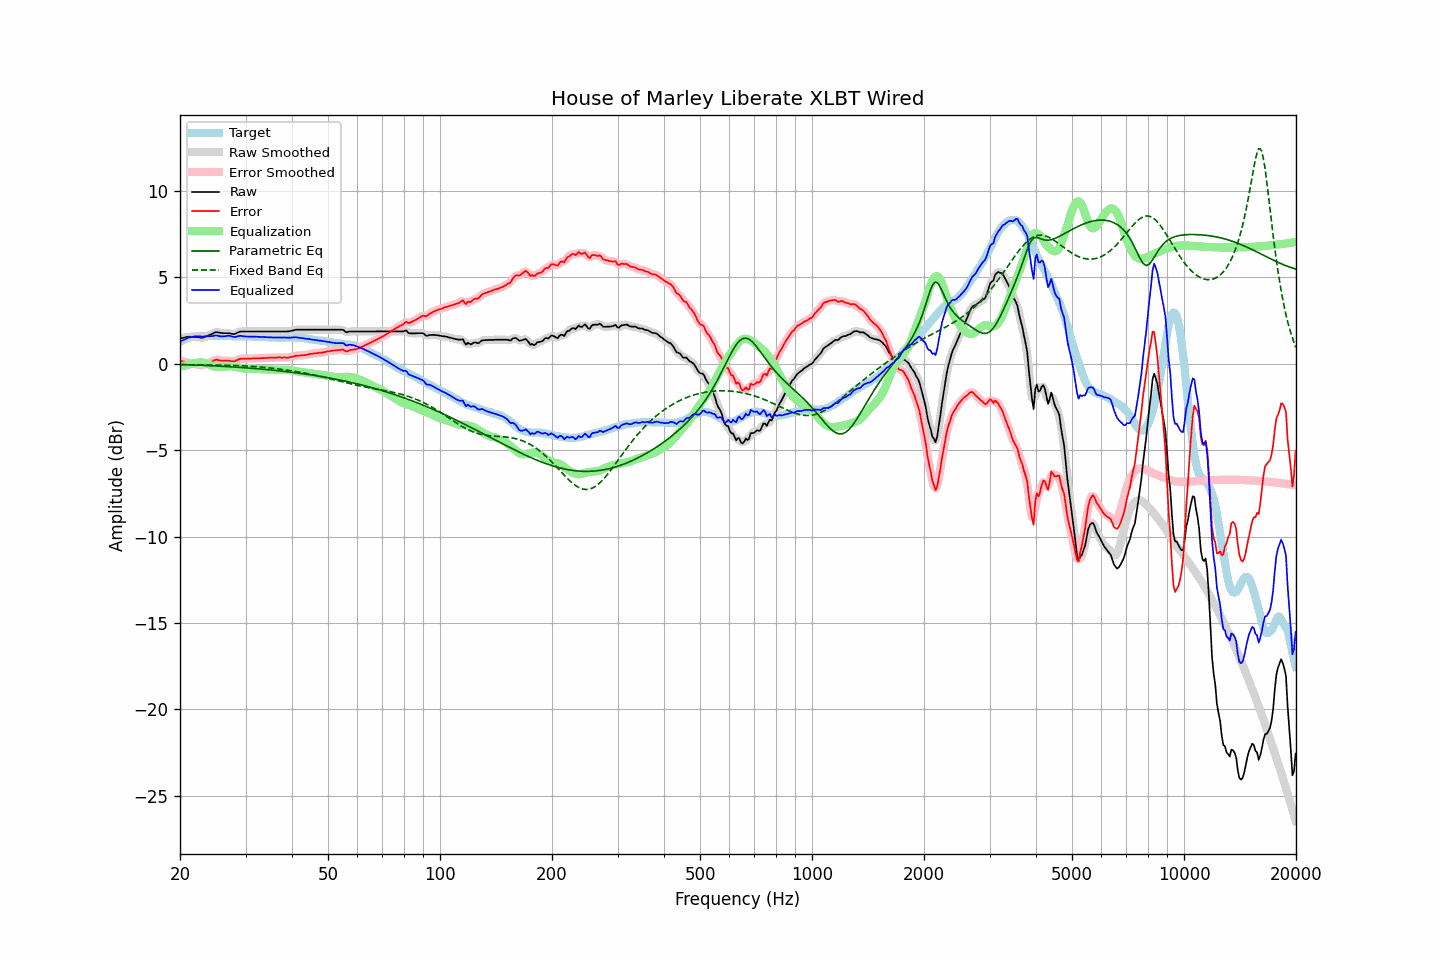 House of Marley Liberate XLBT Wired
Target
Raw Smoothed
Error Smoothed
Raw
Error
Equalization
Parametric Eq
Fixed Band Eq
Equalized
10
5
0
−5
−10
−15
−20
−25
Amplitude (dBr)
20 50 100 200 500 1000 2000 5000 10000 20000
Frequency (Hz)